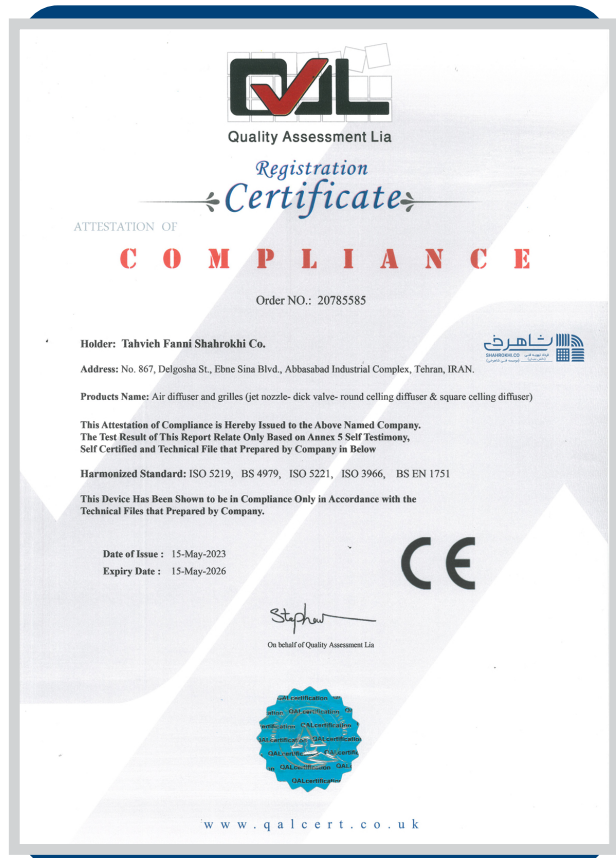 QAL
Quality Assessment Lia
Registration
Certificate
ATTESTATION OF
COMPLIANCE
Order NO.: 20785585
Holder: Tahvieh Fanni Shahrokhi Co.
شاهرخی
SHAHROKHI.CO
Address: No. 867, Delgosha St., Ebne Sina Blvd., Abbasabad Industrial Complex, Tehran, IRAN.
Products Name: Air diffuser and grilles (jet nozzle- dick valve- round celling diffuser & square celling diffuser)
This Attestation of Compliance is Hereby Issued to the Above Named Company.
The Test Result of This Report Relate Only Based on Annex 5 Self Testimony,
Self Certified and Technical File that Prepared by Company in Below
Harmonized Standard: ISO 5219, BS 4979, ISO 5221, ISO 3966, BS EN 1751
This Device Has Been Shown to be in Compliance Only in Accordance with the
Technical Files that Prepared by Company.
Date of Issue : 15-May-2023
Expiry Date : 15-May-2026
CE
Stephen
On behalf of Quality Assessment Lia
QALcertification
QALcertification
QALcertification
QALcertification
QALcertification
www.qalcert.co.uk